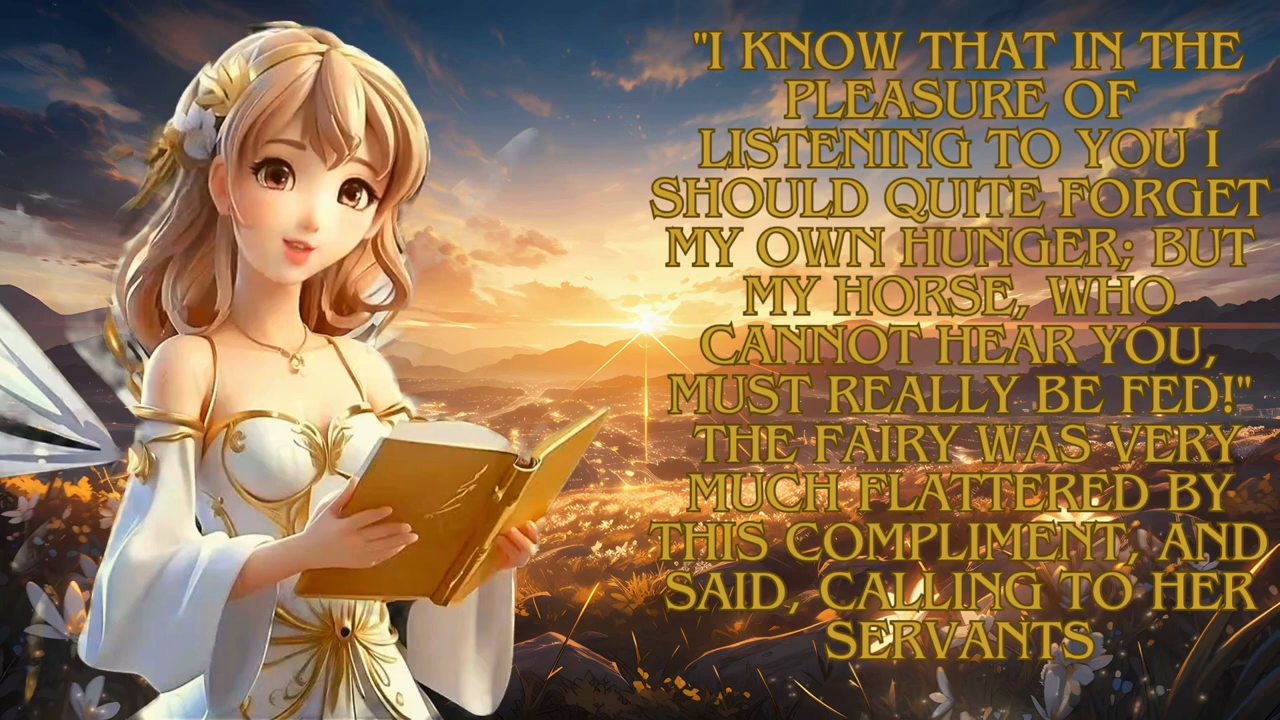 "I KNOW THAT IN THE
PLEASURE OF
LISTENING TO YOU I
SHOULD QUITE FORGET
MY OWN HUNGER; BUT
MY HORSE, WHO
CANNOT HEAR YOU,
MUST REALLY BE FED!"
THE FAIRY WAS VERY
MUCH FLATTERED BY
THIS COMPLIMENT, AND
SAID, CALLING TO HER
SERVANTS